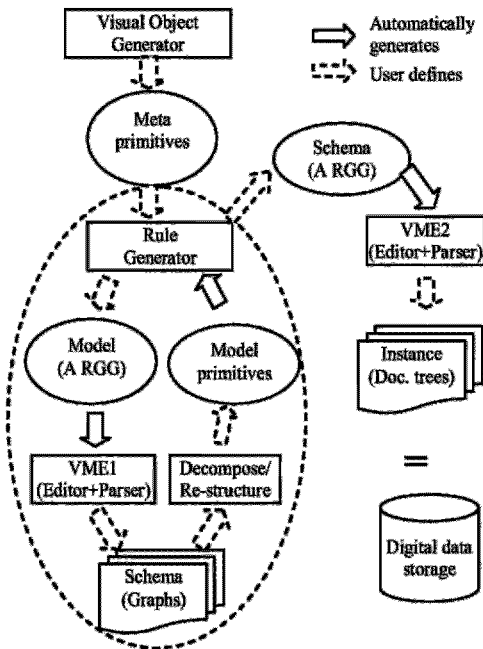 Visual Object
Generator
Automatically
generates
User defines
Meta
primitives
Schema
(A RGG)
Rule
Generator
VME2
(Editor+Parser)
Model
(A RGG)
Model
primitives
Instance
(Doc. trees)
VME1
(Editor+Parser)
Decompose/
Re-structure
=
Schema
(Graphs)
Digital data
storage